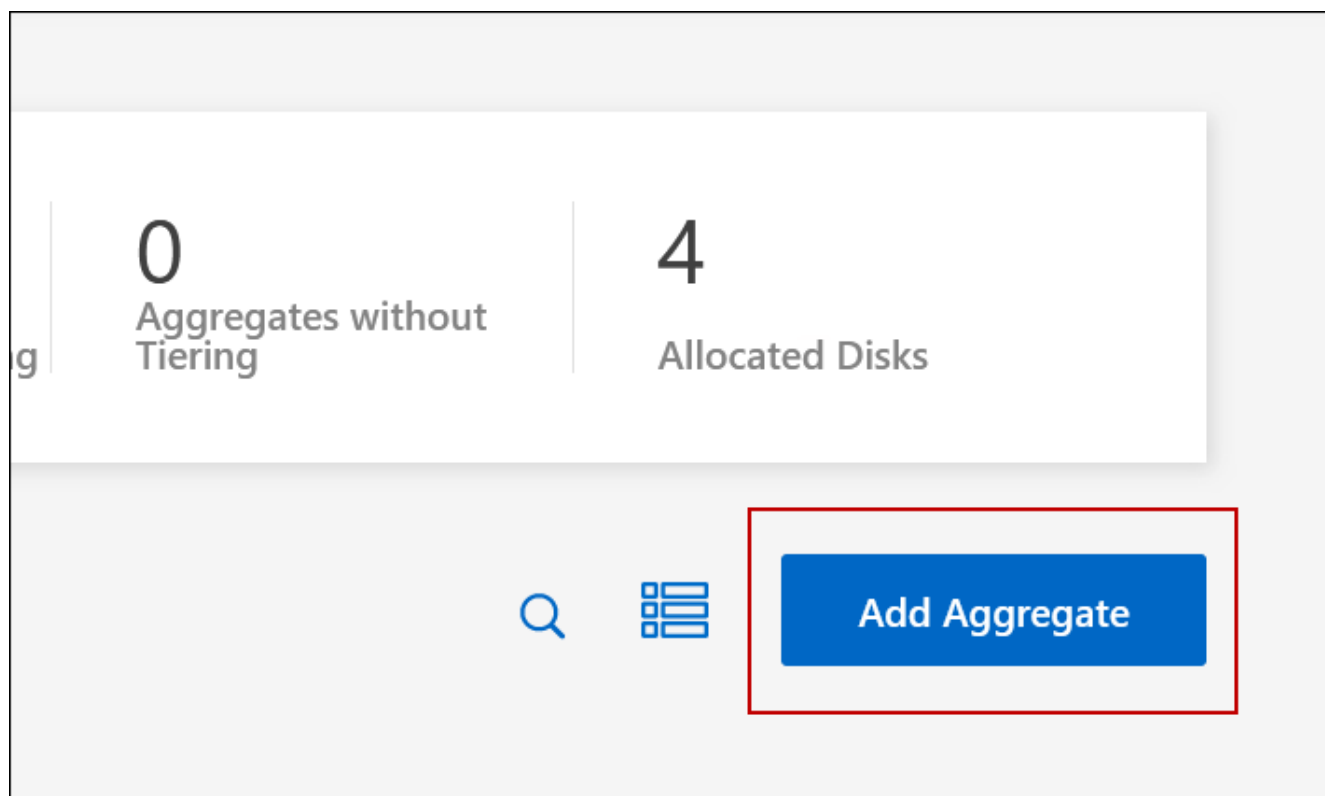 0
Aggregates without
Tiering
4
Allocated Disks
Add Aggregate